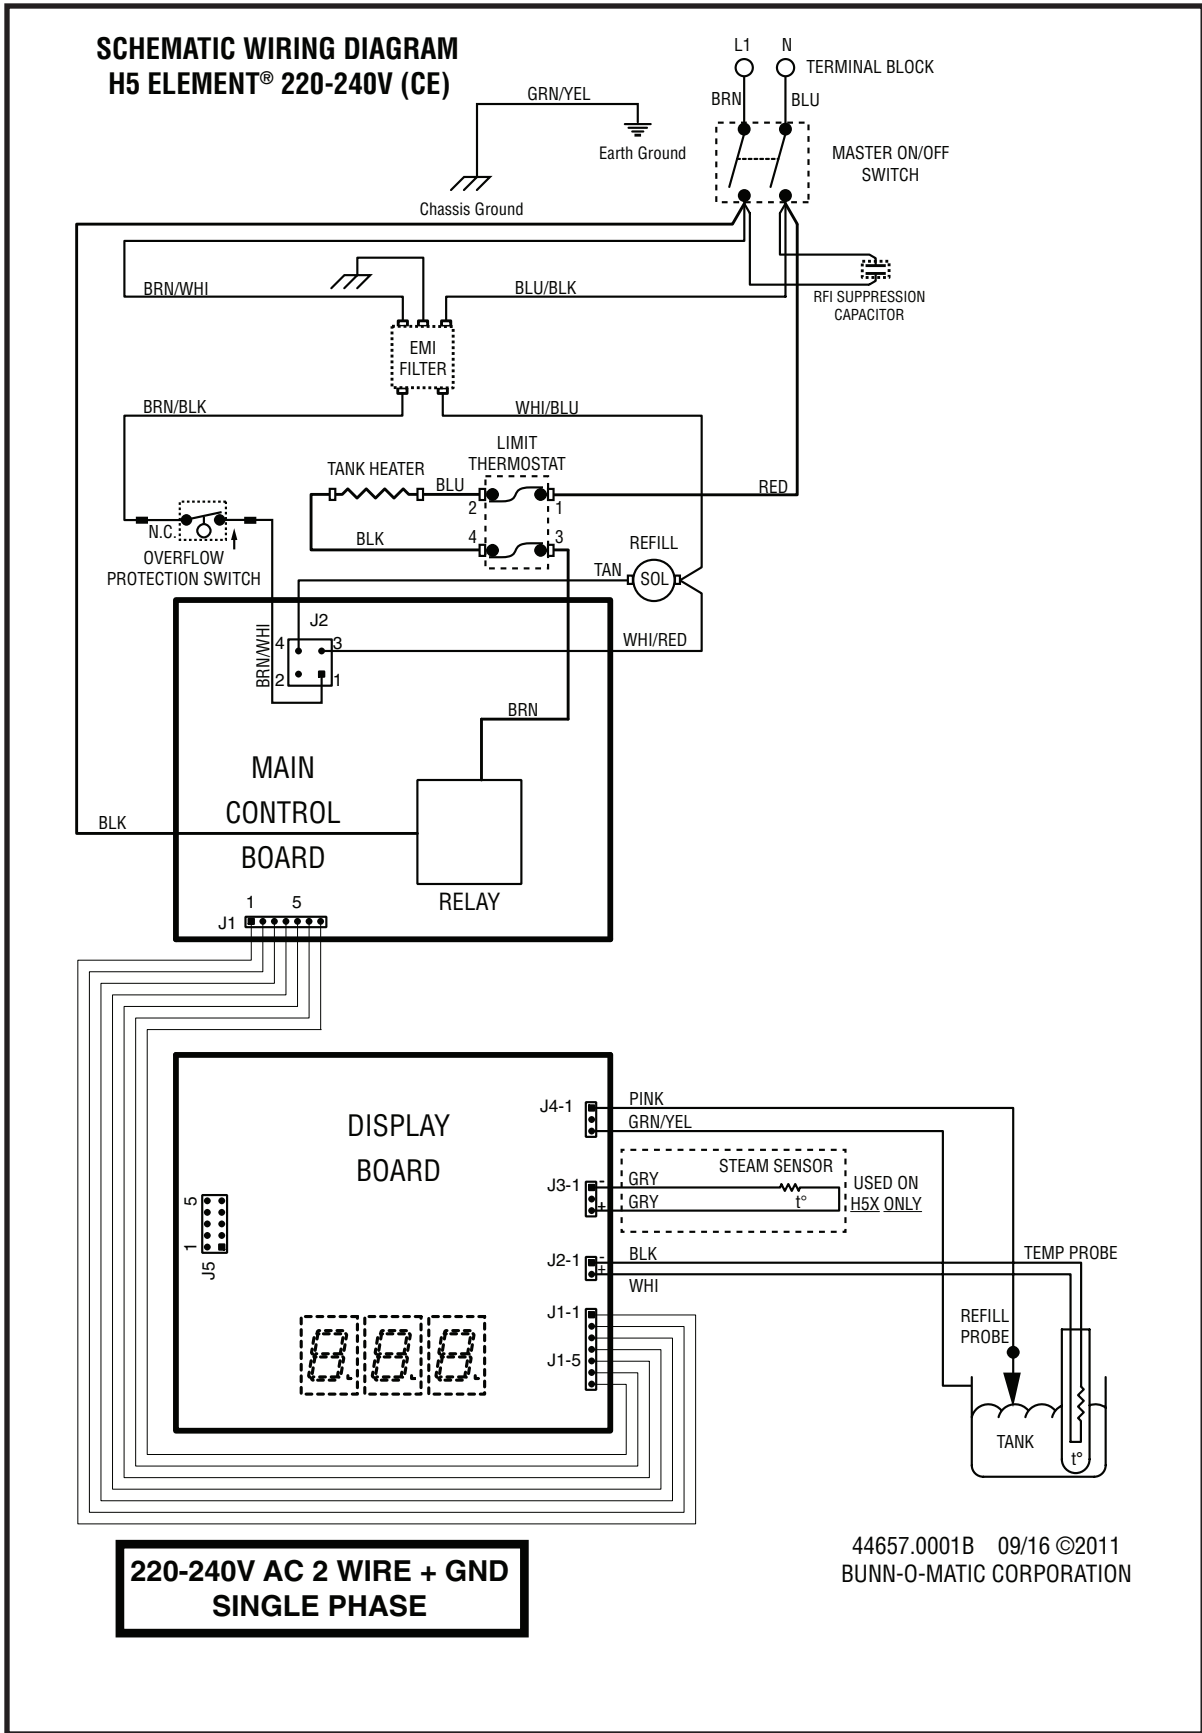 SCHEMATIC WIRING DIAGRAM
H5 ELEMENT® 220-240V (CE)
L1 N
TERMINAL BLOCK
BRN BLU
GRN/YEL
Earth Ground
Chassis Ground
MASTER ON/OFF
SWITCH
BRN/WHI
BLU/BLK
RFI SUPPRESSION
CAPACITOR
EMI
FILTER
BRN/BLK
WHI/BLU
LIMIT
THERMOSTAT
TANK HEATER
BLU
RED
2 1
N.C.
BLK
4 3
OVERFLOW
PROTECTION SWITCH
REFILL
TAN
SOL
J2
BRN/WHI
4 3
WHI/RED
2 1
BRN
MAIN
CONTROL
BOARD
BLK
RELAY
1 5
J1
DISPLAY
BOARD
J4-1
PINK
GRN/YEL
STEAM SENSOR
J3-1
-
GRY
+
GRY
t°
USED ON
H5X ONLY
5
1
J5
J2-1
-
BLK
+
WHI
TEMP PROBE
J1-1
J1-5
8.8.8.
REFILL
PROBE
TANK
t°
220-240V AC 2 WIRE + GND
SINGLE PHASE
44657.0001B 09/16 ©2011
BUNN-O-MATIC CORPORATION